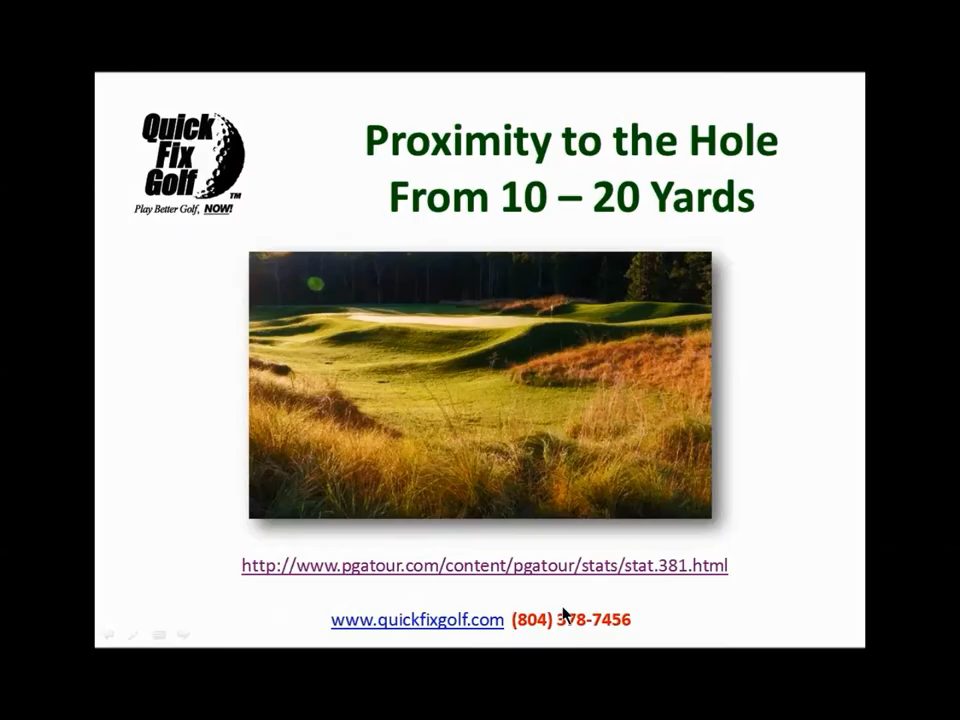 Quick
Fix
Golf
TM
Play Better Golf, NOW!
Proximity to the Hole
From 10 – 20 Yards
http://www.pgatour.com/content/pgatour/stats/stat.381.html
www.quickfixgolf.com (804) 378-7456